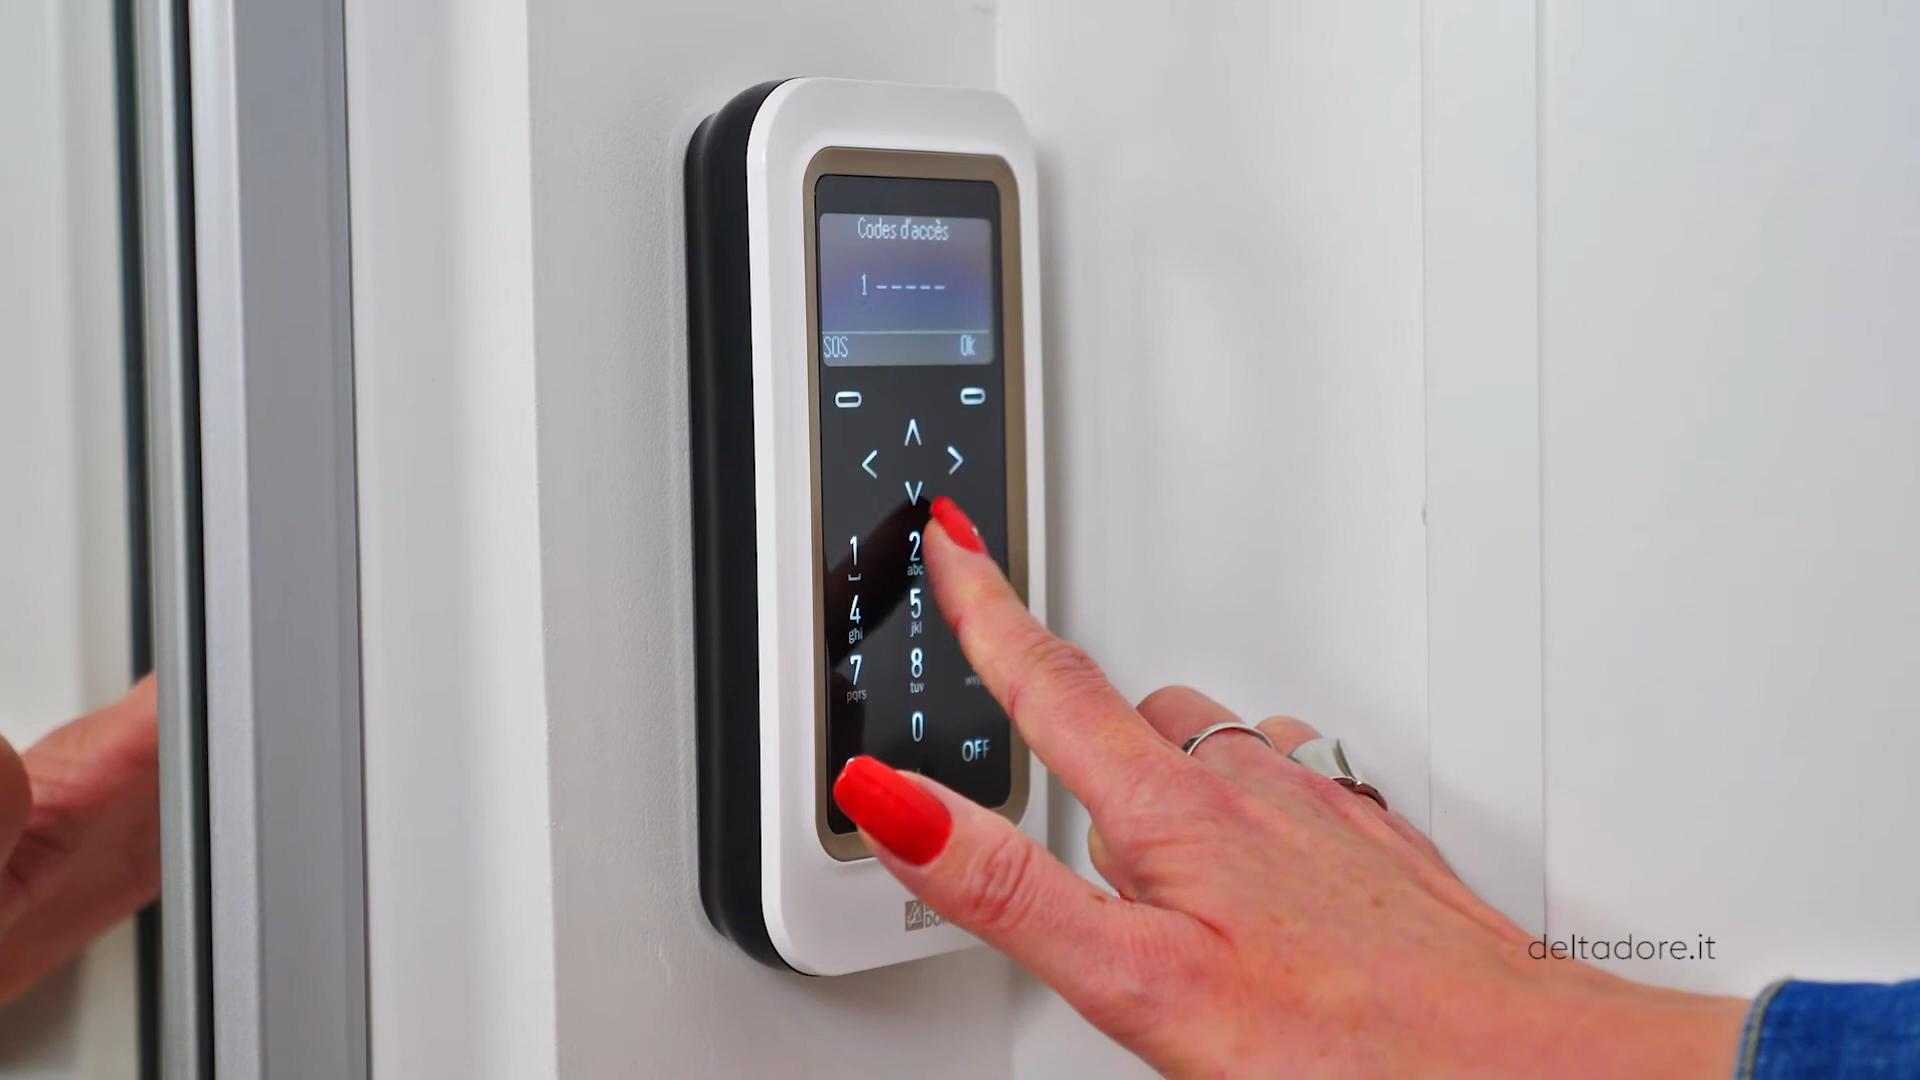 Codes d'accès
1 -----
SOS Ok
1 2
abc
4 5
ghi jkl
7 8
pqrs tuv
0 OFF
deltadore.it